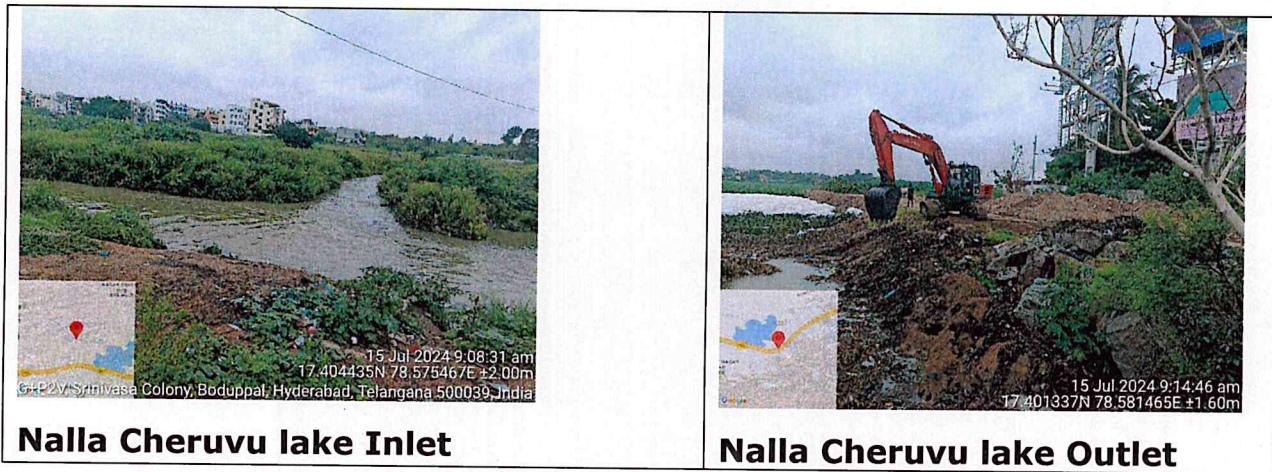 15 Jul 2024 9:08:31 am
17.404435N 78.575467E ±2.00m
G+P2V, Srinivasa Colony, Boduppal, Hyderabad, Telangana 500039, India
Nalla Cheruvu lake Inlet
15 Jul 2024 9:14:46 am
17.401337N 78.581465E ±1.60m
Google
Nalla Cheruvu lake Outlet